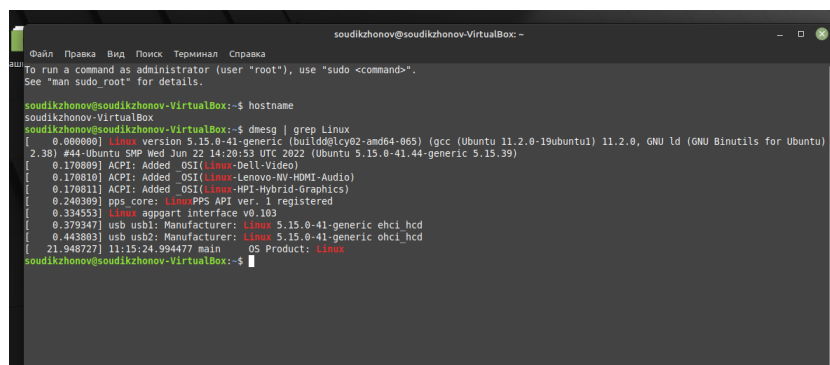 soudikzhonov@soudikzhonov-VirtualBox: ~
Файл Правка Вид Поиск Терминал Справка
To run a command as administrator (user "root"), use "sudo <command>".
See "man sudo_root" for details.
soudikzhonov@soudikzhonov-VirtualBox:~$ hostname
soudikzhonov-VirtualBox
soudikzhonov@soudikzhonov-VirtualBox:~$ dmesg | grep Linux
[    0.000000] Linux version 5.15.0-41-generic (buildd@lcy02-amd64-065) (gcc (Ubuntu 11.2.0-19ubuntu1) 11.2.0, GNU ld (GNU Binutils for Ubuntu)
2.38) #44-Ubuntu SMP Wed Jun 22 14:20:53 UTC 2022 (Ubuntu 5.15.0-41.44-generic 5.15.39)
[    0.170809] ACPI: Added _OSI(Linux-Dell-Video)
[    0.170810] ACPI: Added _OSI(Linux-Lenovo-NV-HDMI-Audio)
[    0.170811] ACPI: Added _OSI(Linux-HPI-Hybrid-Graphics)
[    0.240309] pps_core: LinuxPPS API ver. 1 registered
[    0.334553] Linux agpgart interface v0.103
[    0.379347] usb usb1: Manufacturer: Linux 5.15.0-41-generic ehci_hcd
[    0.443803] usb usb2: Manufacturer: Linux 5.15.0-41-generic ohci_hcd
[   21.948727] 11:15:24.994477 main     OS Product: Linux
soudikzhonov@soudikzhonov-VirtualBox:~$